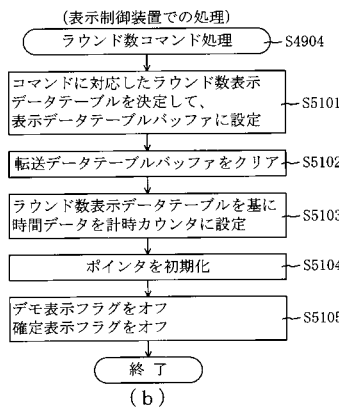 (表示制御装置での処理)
ラウンド数コマンド処理
S4904
コマンドに対応したラウンド数表示
データテーブルを決定して、
表示データテーブルバッファに設定
S5101
転送データテーブルバッファをクリア
S5102
ラウンド数表示データテーブルを基に
時間データを計時カウンタに設定
S5103
ポインタを初期化
S5104
デモ表示フラグをオフ
確定表示フラグをオフ
S5105
終了
(b)